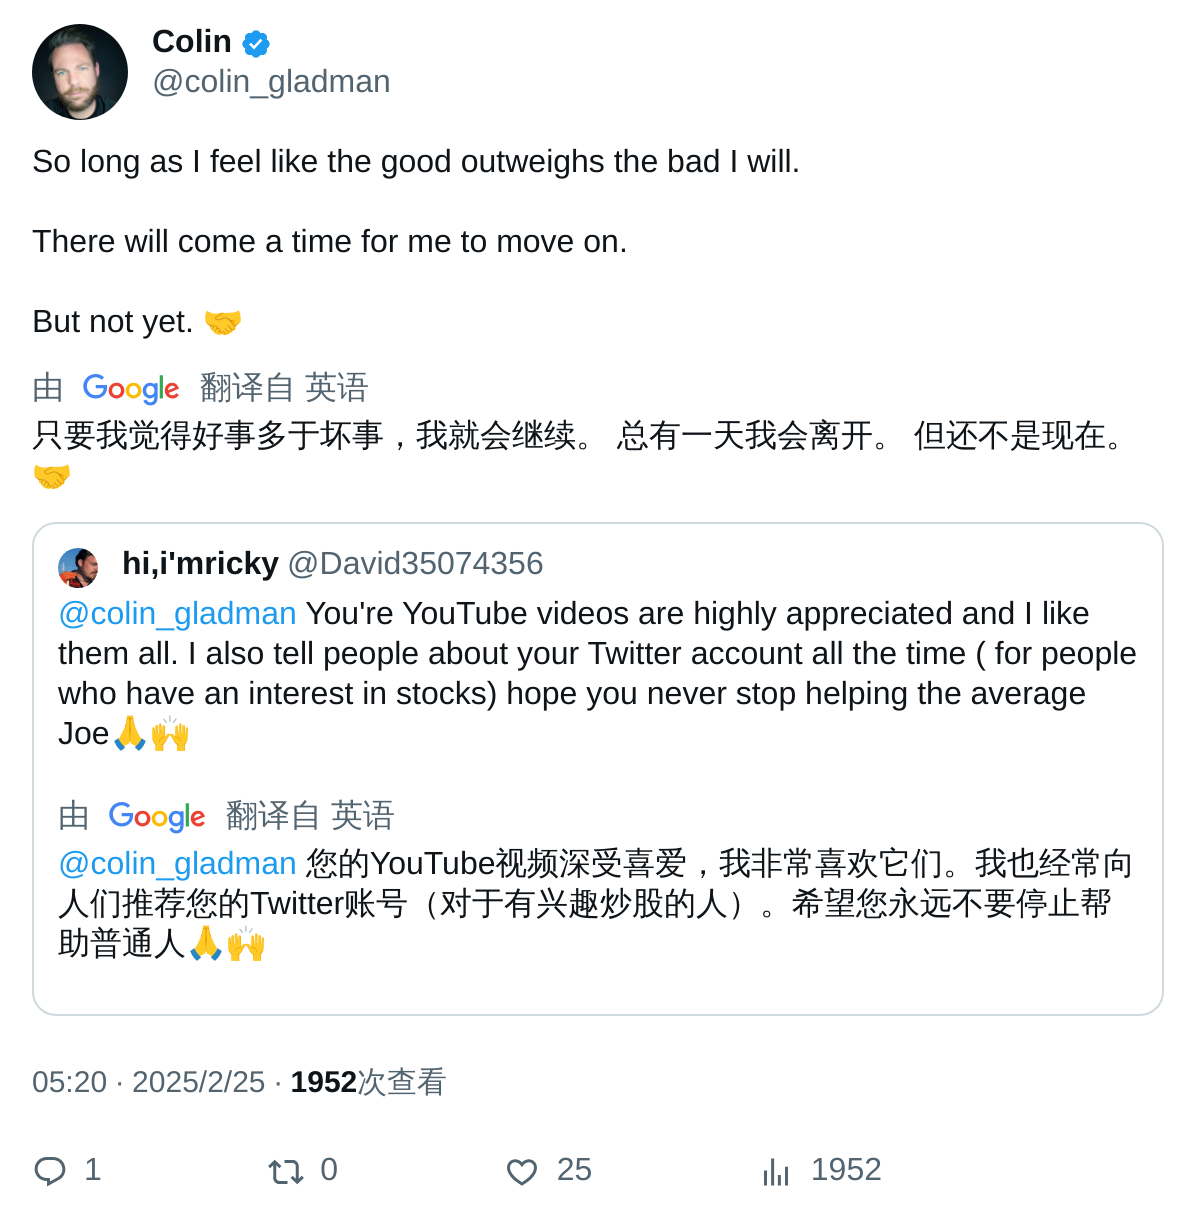 Colin
@colin_gladman
So long as I feel like the good outweighs the bad I will.
There will come a time for me to move on.
But not yet. 🤝
由 Google 翻译自 英语
只要我觉得好事多于坏事，我就会继续。 总有一天我会离开。 但还不是现在。
🤝
hi,i'mricky @David35074356
@colin_gladman You're YouTube videos are highly appreciated and I like
them all. I also tell people about your Twitter account all the time ( for people
who have an interest in stocks) hope you never stop helping the average
Joe🙏🙌
由 Google 翻译自 英语
@colin_gladman 您的YouTube视频深受喜爱，我非常喜欢它们。我也经常向
人们推荐您的Twitter账号（对于有兴趣炒股的人）。希望您永远不要停止帮
助普通人🙏🙌
05:20 · 2025/2/25 · 1952次查看
1 0 25 1952